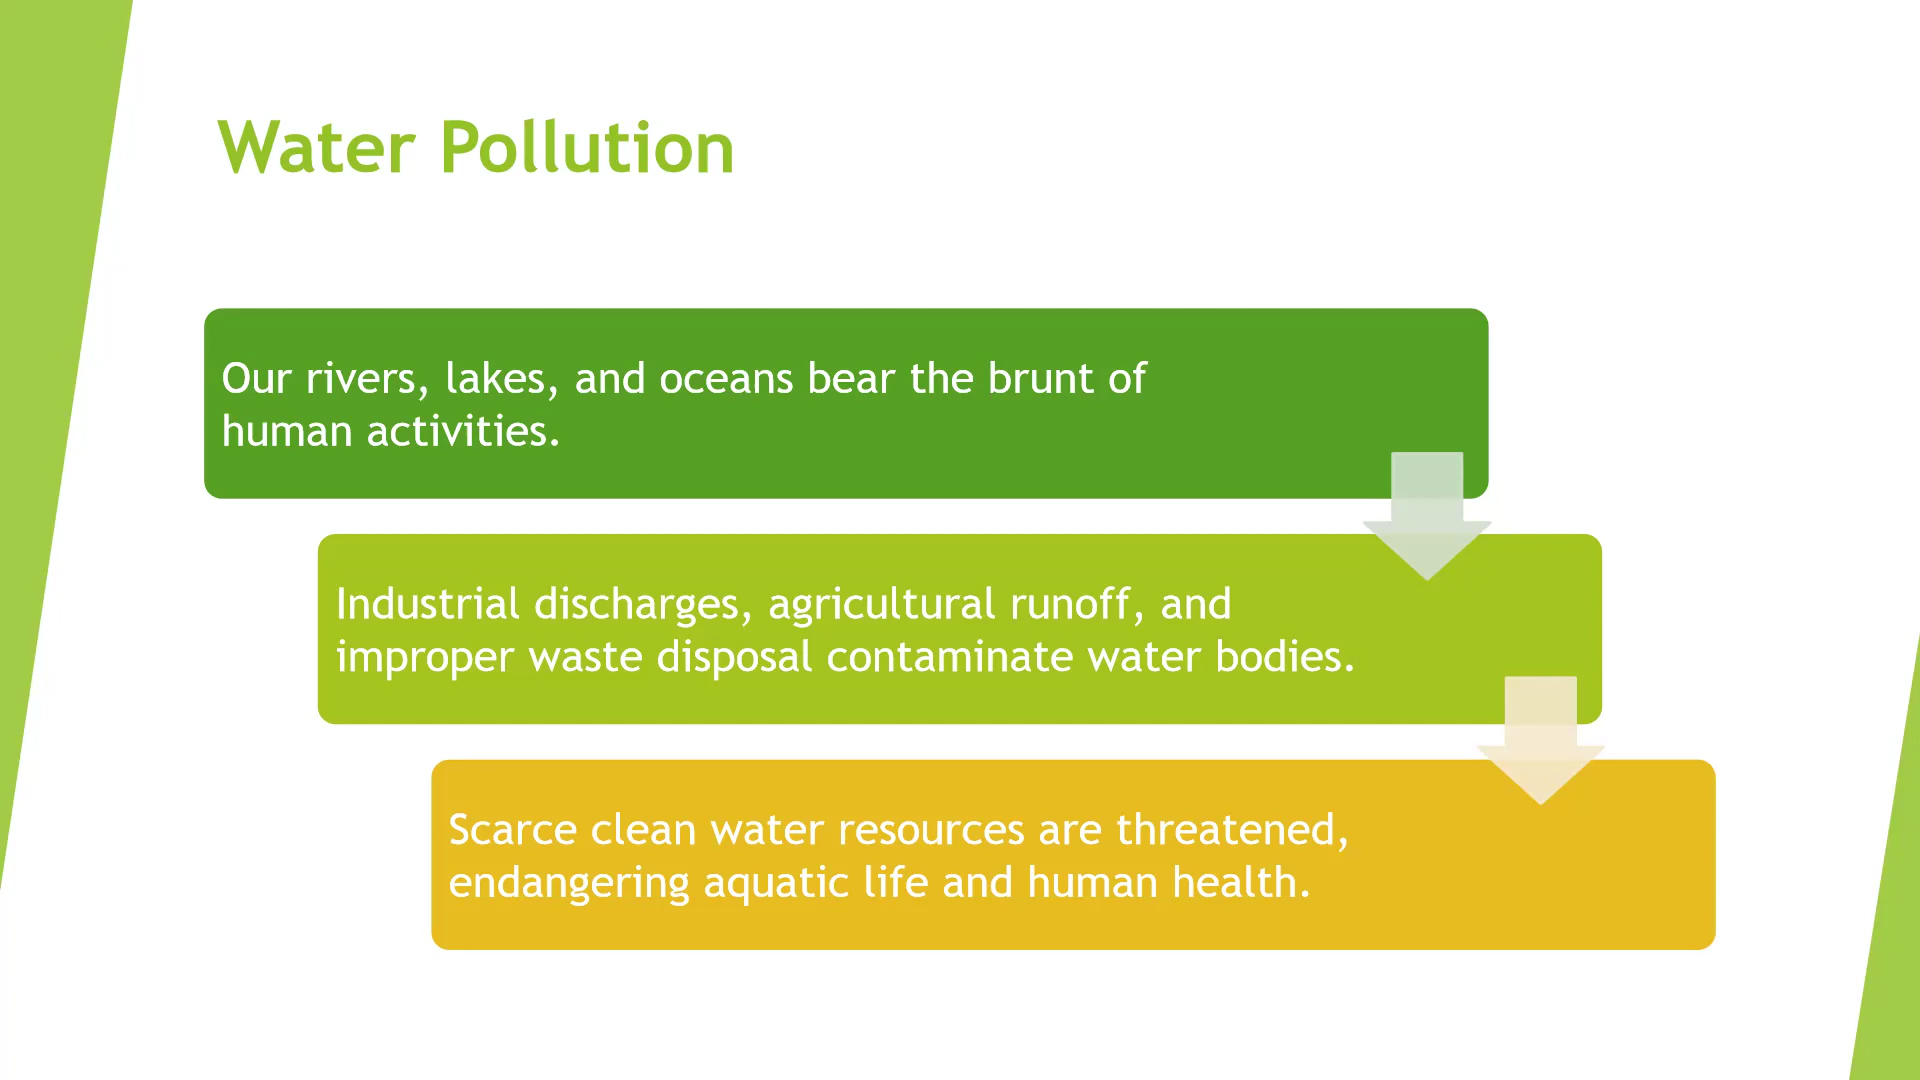 Water Pollution
Our rivers, lakes, and oceans bear the brunt of
human activities.
Industrial discharges, agricultural runoff, and
improper waste disposal contaminate water bodies.
Scarce clean water resources are threatened,
endangering aquatic life and human health.